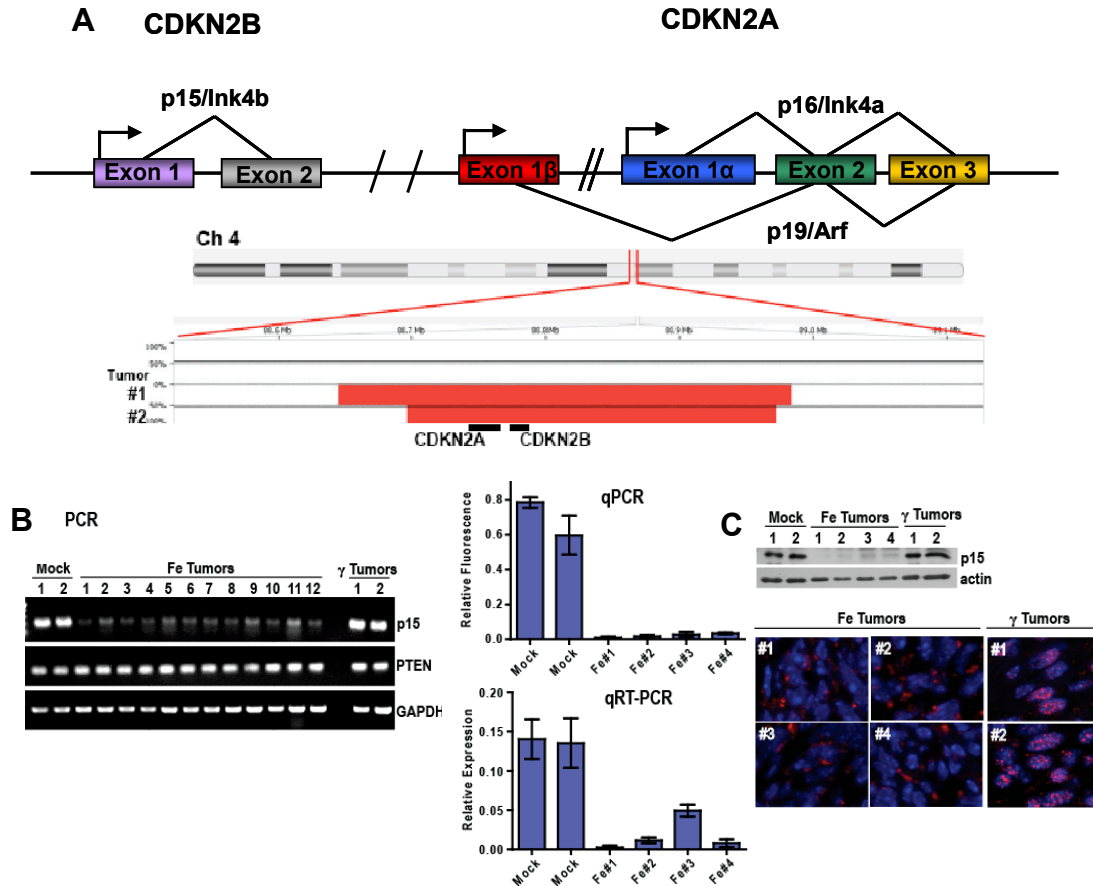 A
CDKN2B
CDKN2A
p15/Ink4b
p16/Ink4a
Exon 1
Exon 2
Exon 1β
Exon 1α
Exon 2
Exon 3
p19/Arf
Ch 4
100%
50%
Tumor
0%
#1
50%
#2
100%
CDKN2A
CDKN2B
B
PCR
Mock
Fe Tumors
γ Tumors
1 2 1 2 3 4 5 6 7 8 9 10 11 12 1 2
p15
PTEN
GAPDH
qPCR
Relative Fluorescence
0.8
0.6
0.4
0.2
0.0
Mock
Mock
Fe#1
Fe#2
Fe#3
Fe#4
qRT-PCR
Relative Expression
0.20
0.15
0.10
0.05
0.00
Mock
Mock
Fe#1
Fe#2
Fe#3
Fe#4
C
Mock
Fe Tumors
γ Tumors
1 2 1 2 3 4 1 2
p15
actin
Fe Tumors
γ Tumors
#1
#2
#1
#3
#4
#2